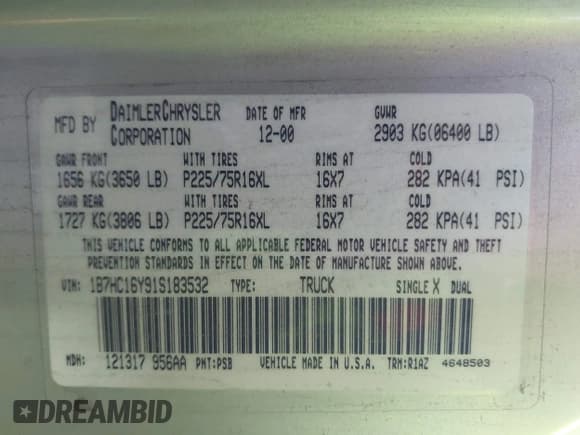 MFD BY DAIMLERCHRYSLER CORPORATION DATE OF MFR 12-00 GVWR 2903 KG(06400 LB)
GAWR FRONT WITH TIRES RIMS AT COLD
1656 KG(3650 LB) P225/75R16XL 16X7 282 KPA(41 PSI)
GAWR REAR WITH TIRES RIMS AT COLD
1727 KG(3806 LB) P225/75R16XL 16X7 282 KPA(41 PSI)
THIS VEHICLE CONFORMS TO ALL APPLICABLE FEDERAL MOTOR VEHICLE SAFETY AND THEFT
PREVENTION STANDARDS IN EFFECT ON THE DATE OF MANUFACTURE SHOWN ABOVE.
VIN: 1B7HC16Y91S183532 TYPE: TRUCK SINGLE X DUAL
MDH: 121317 956AA PNT:PSB VEHICLE MADE IN U.S.A. TRM:R1AZ 4648503
DREAMBID